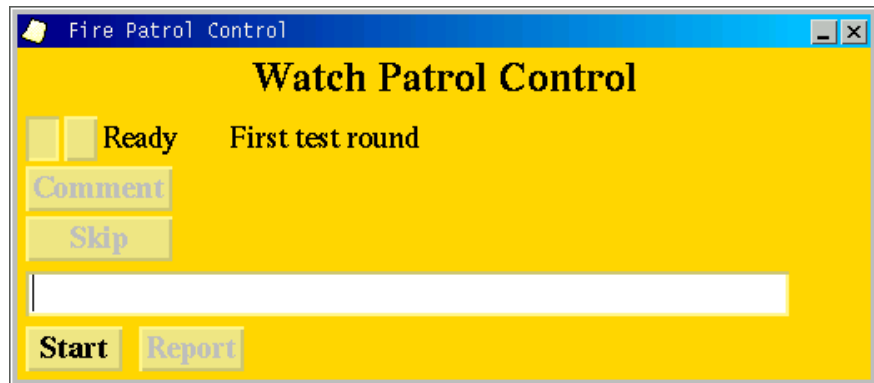 Fire Patrol Control
Watch Patrol Control
Ready First test round
Comment
Skip
Start Report